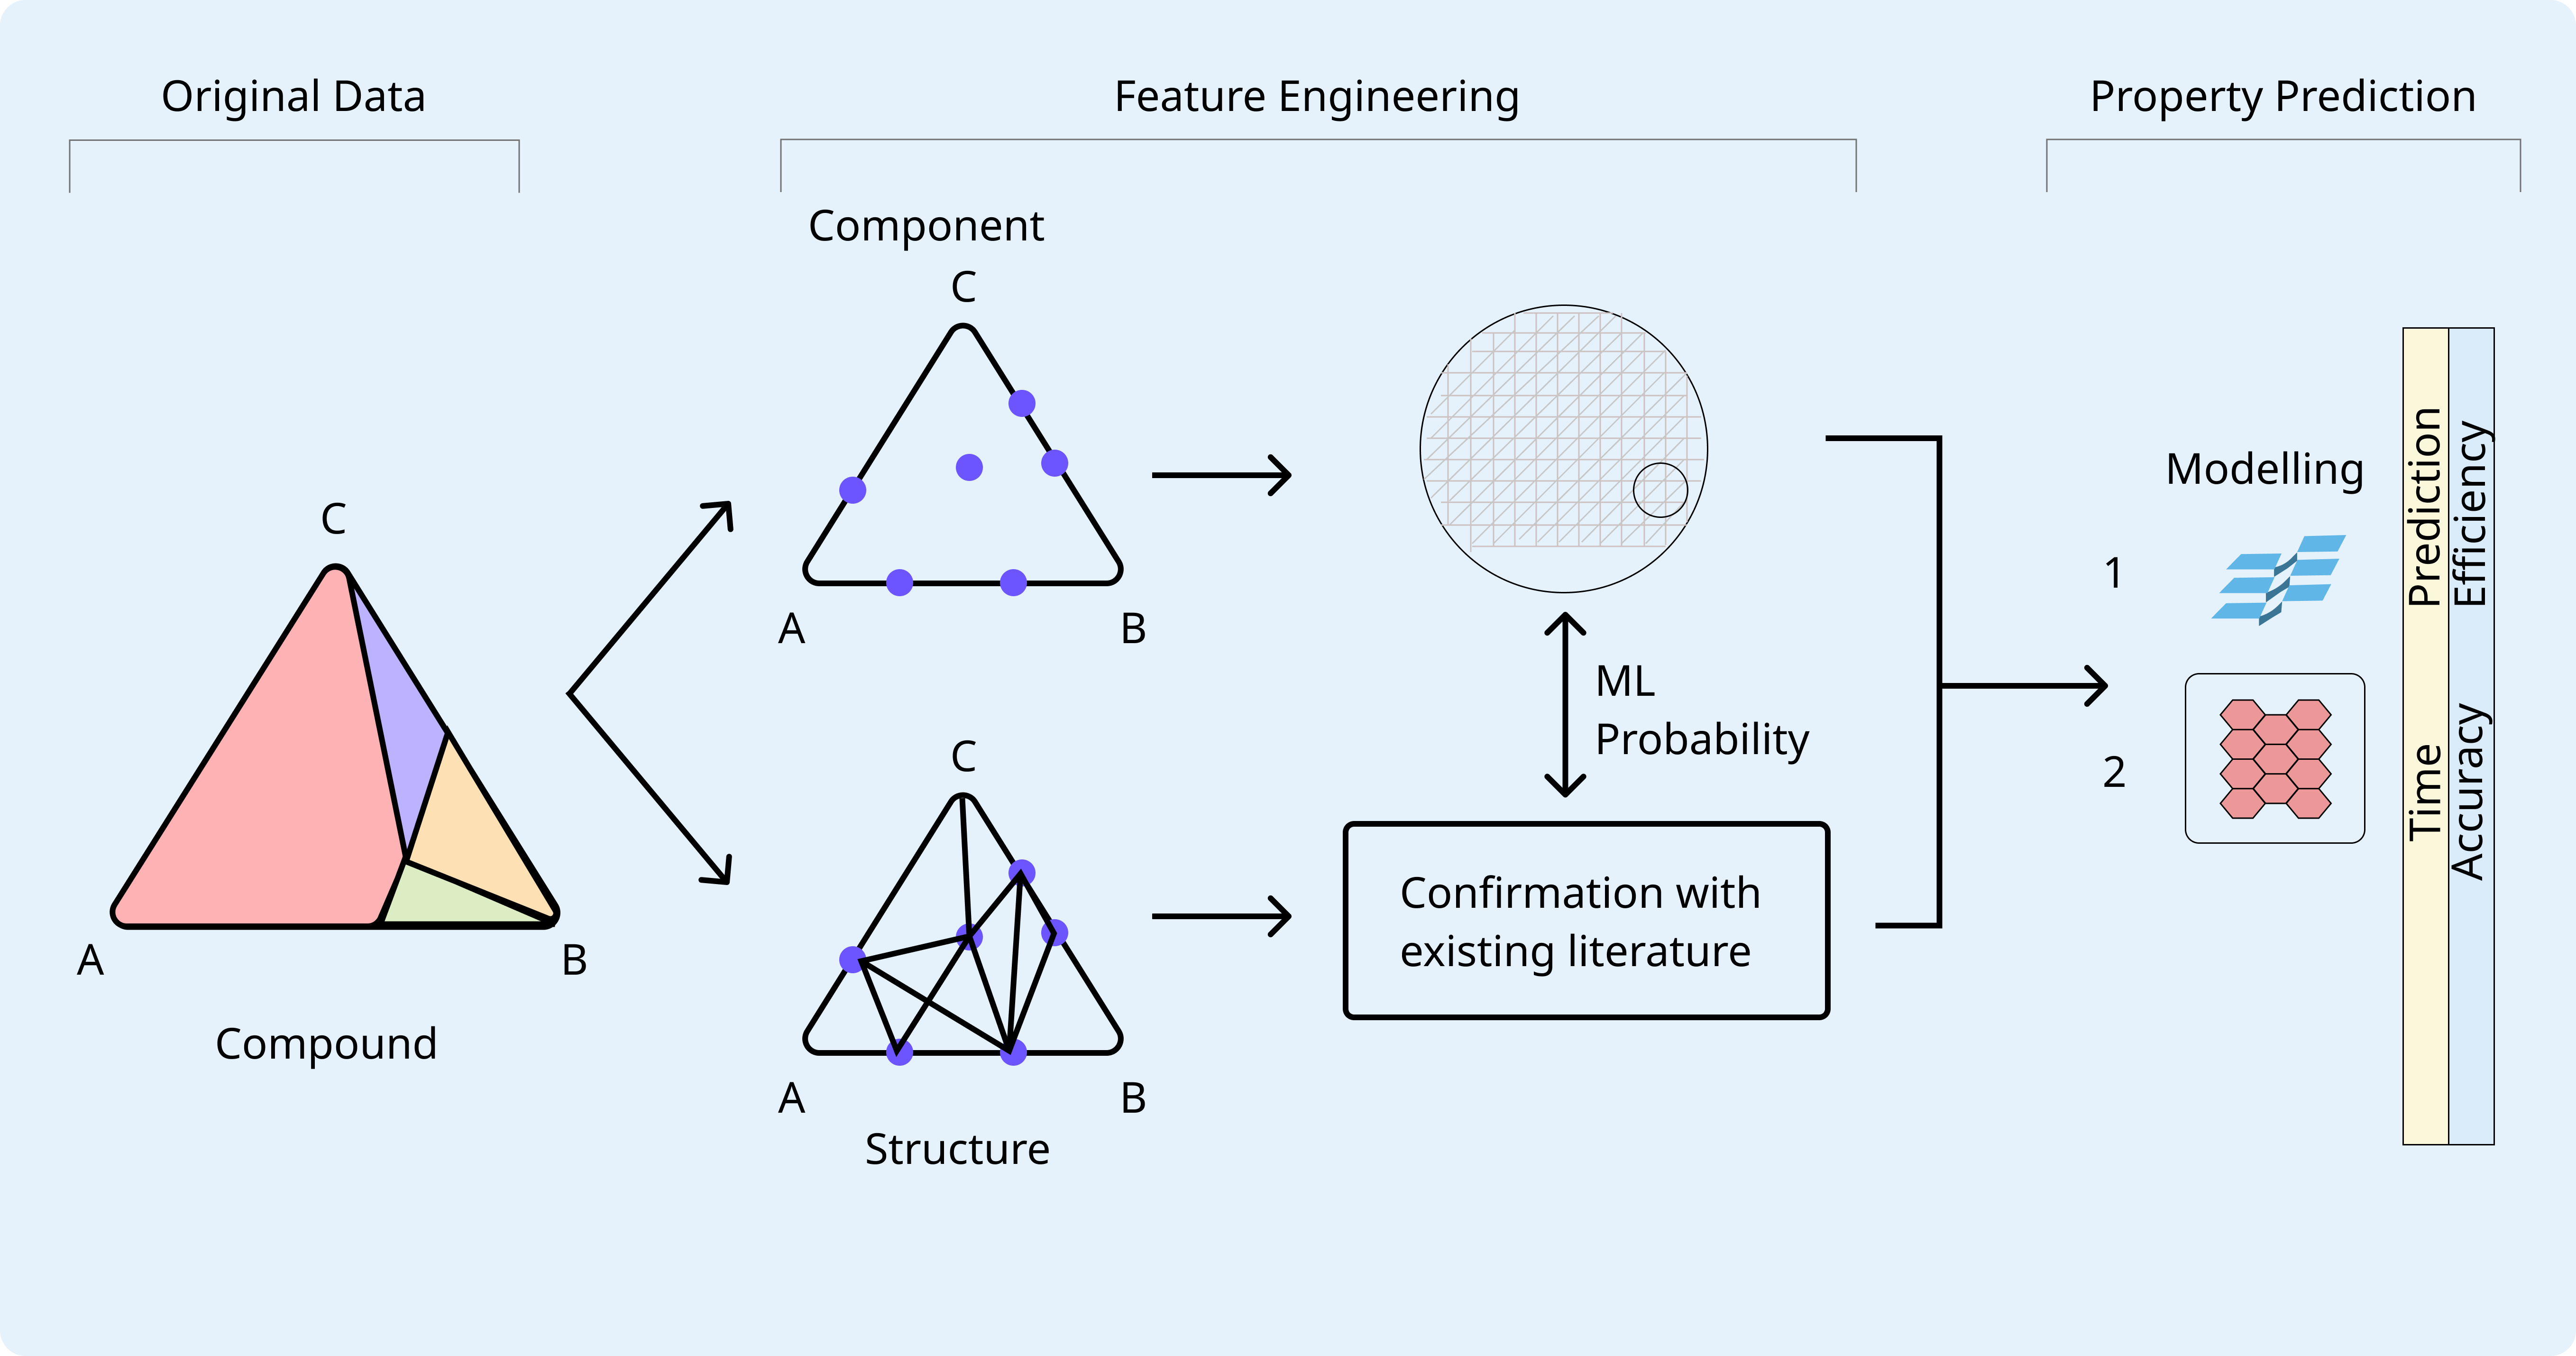 Original Data
Feature Engineering
Property Prediction
C
A
B
Compound
Component
C
A
B
C
A
B
Structure
ML
Probability
Confirmation with
existing literature
Modelling
1
2
Time Prediction
Accuracy Efficiency